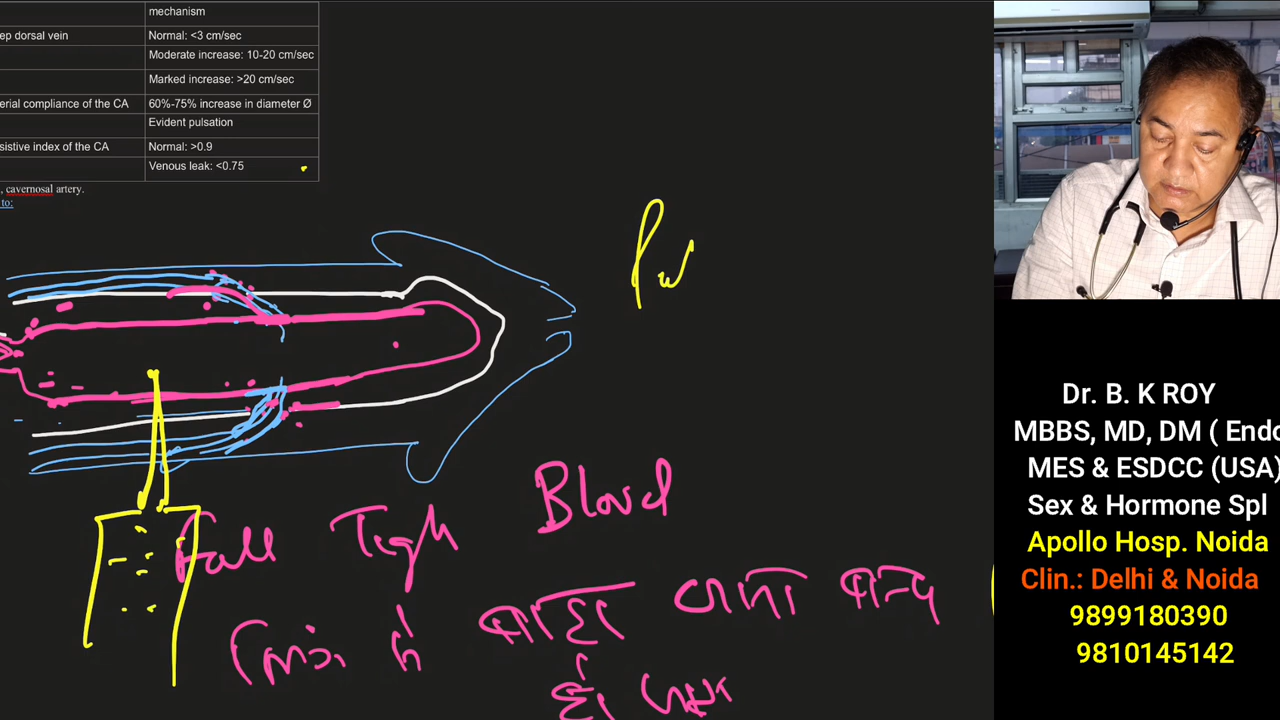 mechanism
ep dorsal vein
Normal: <3 cm/sec
Moderate increase: 10-20 cm/sec
Marked increase: >20 cm/sec
erial compliance of the CA
60%-75% increase in diameter Ø
Evident pulsation
sistive index of the CA
Normal: >0.9
Venous leak: <0.75
, cavernosal artery.
to:
Blood
बाहर जाना बन्द
Dr. B. K ROY
MBBS, MD, DM ( Endo
MES & ESDCC (USA)
Sex & Hormone Spl
Apollo Hosp. Noida
Clin.: Delhi & Noida
9899180390
9810145142